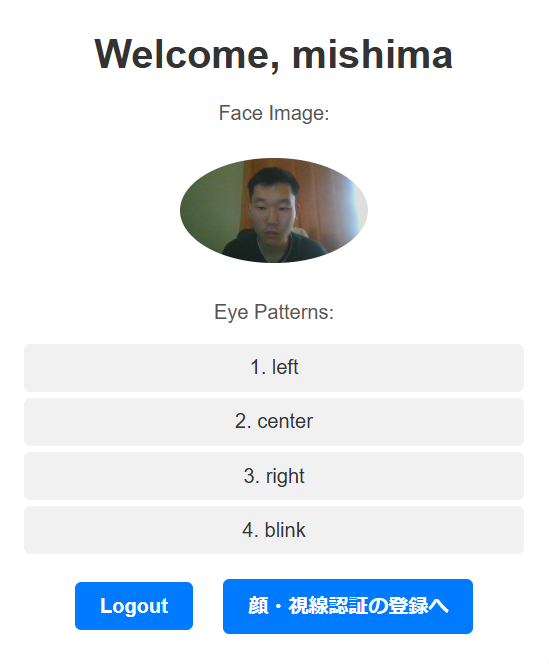 Welcome, mishima
Face Image:
Eye Patterns:
1. left
2. center
3. right
4. blink
Logout
顔・視線認証の登録へ